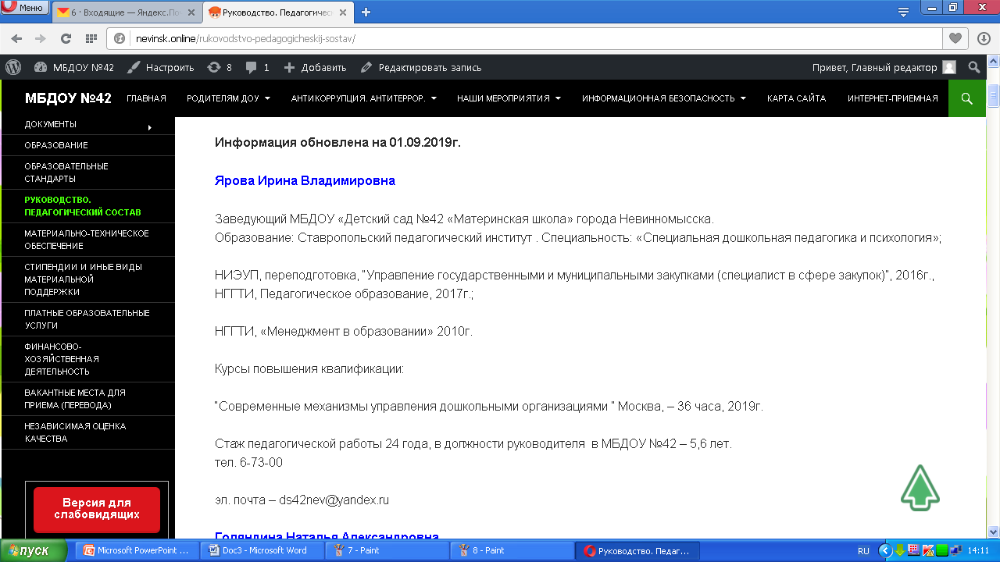 Меню
6 · Входящие — Яндекс.По
Руководство. Педагогичес
nevinsk.online/rukovodstvo-pedagogicheskij-sostav/
МБДОУ №42 Настроить 8 1 Добавить Редактировать запись Привет, Главный редактор
МБДОУ №42 ГЛАВНАЯ РОДИТЕЛЯМ ДОУ АНТИКОРРУПЦИЯ. АНТИТЕРРОР. НАШИ МЕРОПРИЯТИЯ ИНФОРМАЦИОННАЯ БЕЗОПАСНОСТЬ КАРТА САЙТА ИНТЕРНЕТ-ПРИЕМНАЯ
ДОКУМЕНТЫ
ОБРАЗОВАНИЕ
ОБРАЗОВАТЕЛЬНЫЕ
СТАНДАРТЫ
РУКОВОДСТВО.
ПЕДАГОГИЧЕСКИЙ СОСТАВ
МАТЕРИАЛЬНО-ТЕХНИЧЕСКОЕ
ОБЕСПЕЧЕНИЕ
СТИПЕНДИИ И ИНЫЕ ВИДЫ
МАТЕРИАЛЬНОЙ
ПОДДЕРЖКИ
ПЛАТНЫЕ ОБРАЗОВАТЕЛЬНЫЕ
УСЛУГИ
ФИНАНСОВО-
ХОЗЯЙСТВЕННАЯ
ДЕЯТЕЛЬНОСТЬ
ВАКАНТНЫЕ МЕСТА ДЛЯ
ПРИЕМА (ПЕРЕВОДА)
НЕЗАВИСИМАЯ ОЦЕНКА
КАЧЕСТВА
Версия для
слабовидящих
Информация обновлена на 01.09.2019г.
Ярова Ирина Владимировна
Заведующий МБДОУ «Детский сад №42 «Материнская школа» города Невинномысска.
Образование: Ставропольский педагогический институт . Специальность: «Специальная дошкольная педагогика и психология»;
НИЭУП, переподготовка, "Управление государственными и муниципальными закупками (специалист в сфере закупок)", 2016г.,
НГГТИ, Педагогическое образование, 2017г.;
НГГТИ, «Менеджмент в образовании» 2010г.
Курсы повышения квалификации:
"Современные механизмы управления дошкольными организациями " Москва, – 36 часа, 2019г.
Стаж педагогической работы 24 года, в должности руководителя в МБДОУ №42 – 5,6 лет.
тел. 6-73-00
эл. почта – ds42nev@yandex.ru
Голяндина Наталья Александровна
пуск Microsoft PowerPoint ... Doc3 - Microsoft Word 7 - Paint 8 - Paint Руководство. Педаг... RU 14:11